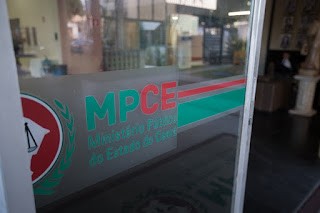 MPCE
Ministério Público
do Estado do Ceará